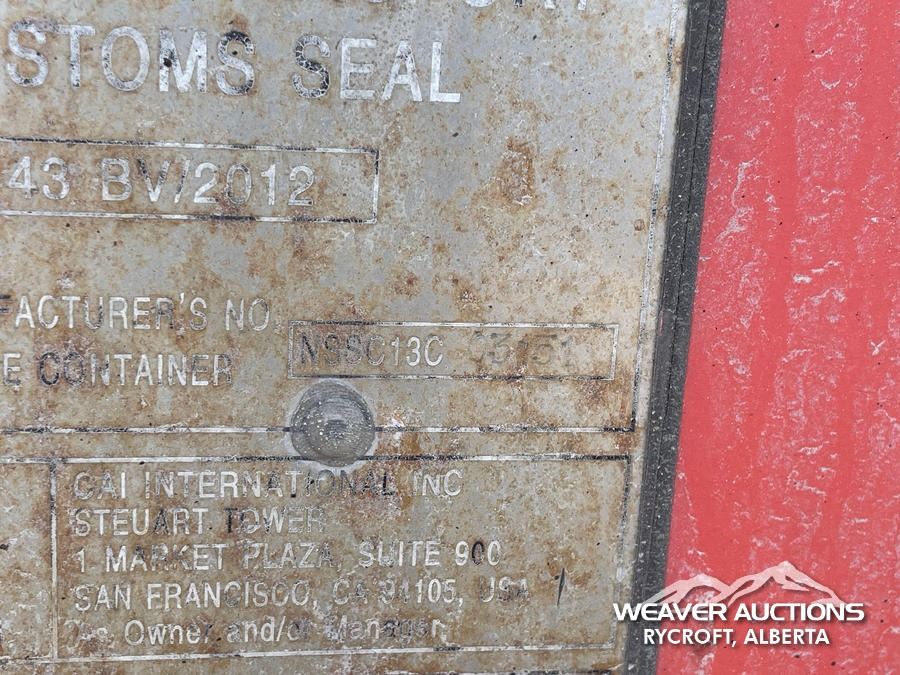 STOMS SEAL
43 BV/2012
FACTURER'S NO.
E CONTAINER
NSSC13C
CAI INTERNATIONAL INC
STEUART TOWER
1 MARKET PLAZA, SUITE 900
SAN FRANCISCO, CA 94105, USA
As Owner and/or Manager
WEAVER AUCTIONS
RYCROFT, ALBERTA